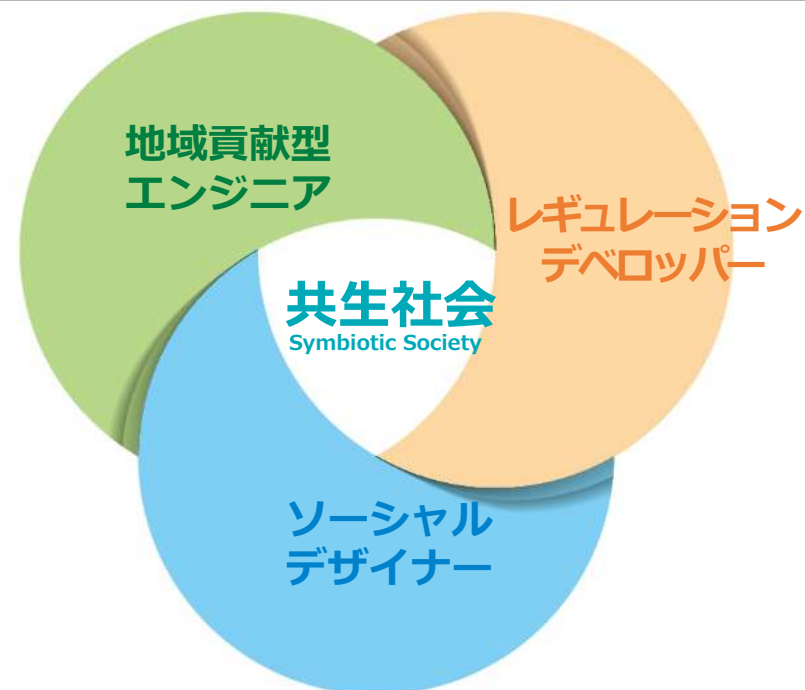 地域貢献型
エンジニア
レギュレーション
デベロッパー
共生社会
Symbiotic Society
ソーシャル
デザイナー